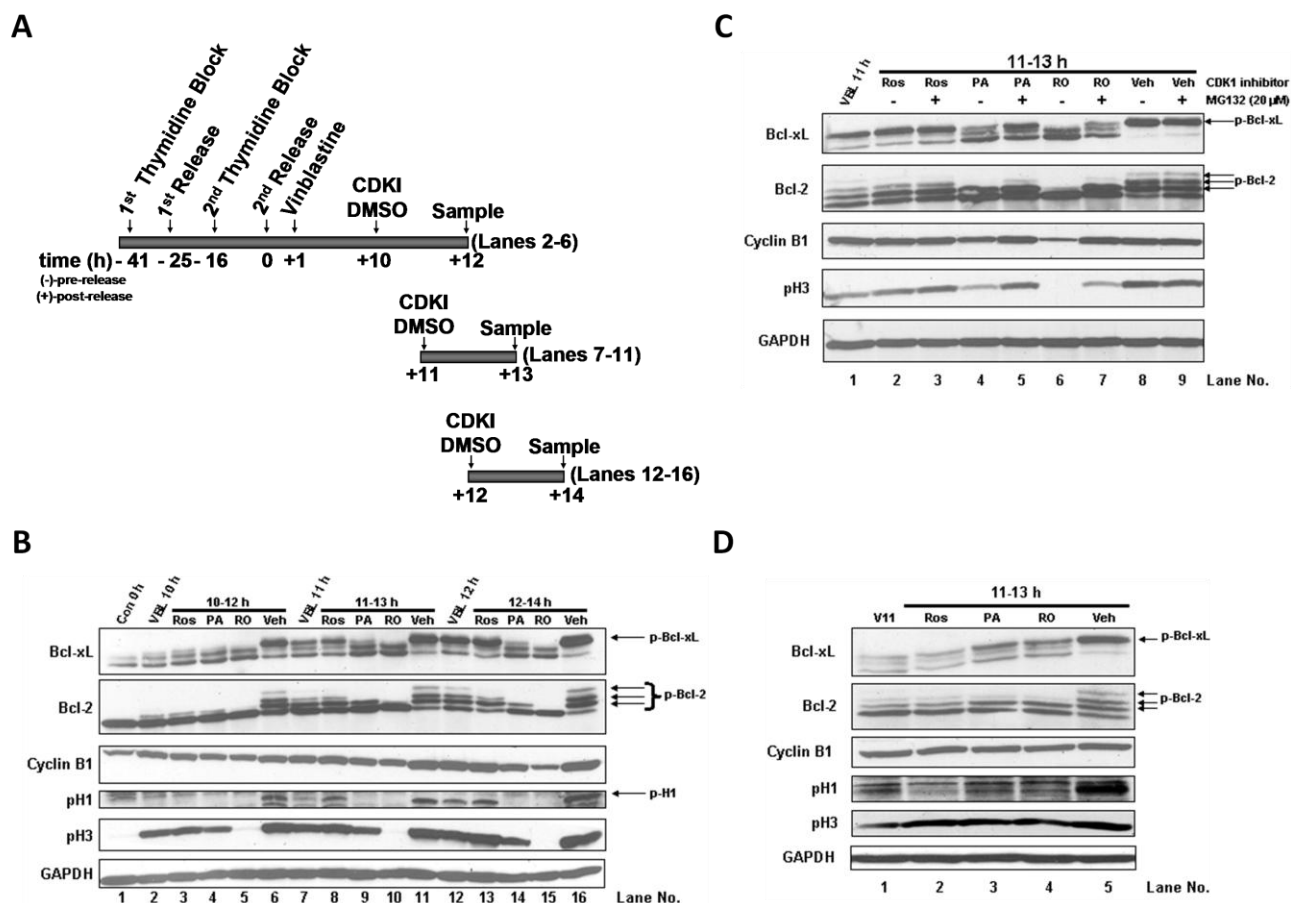 A
1st Thymidine Block
1st Release
2nd Thymidine Block
2nd Release
Vinblastine
CDKI
DMSO
Sample
(Lanes 2-6)
time (h) - 41 - 25 - 16 0 +1 +10 +12
(-)-pre-release
(+)-post-release
CDKI
DMSO
Sample
(Lanes 7-11)
+11 +13
CDKI
DMSO
Sample
(Lanes 12-16)
+12 +14
B
Con 0 h VBL 10 h 10-12 h VBL 11 h 11-13 h VBL 12 h 12-14 h
Ros PA RO Veh Ros PA RO Veh Ros PA RO Veh
Bcl-xL p-Bcl-xL
Bcl-2 p-Bcl-2
Cyclin B1
pH1 p-H1
pH3
GAPDH
1 2 3 4 5 6 7 8 9 10 11 12 13 14 15 16 Lane No.
C
VBL 11 h 11-13 h
Ros Ros PA PA RO RO Veh Veh CDK1 inhibitor
- + - + - + - + MG132 (20 µM)
Bcl-xL p-Bcl-xL
Bcl-2 p-Bcl-2
Cyclin B1
pH3
GAPDH
1 2 3 4 5 6 7 8 9 Lane No.
D
11-13 h
V11 Ros PA RO Veh
Bcl-xL p-Bcl-xL
Bcl-2 p-Bcl-2
Cyclin B1
pH1
pH3
GAPDH
1 2 3 4 5 Lane No.